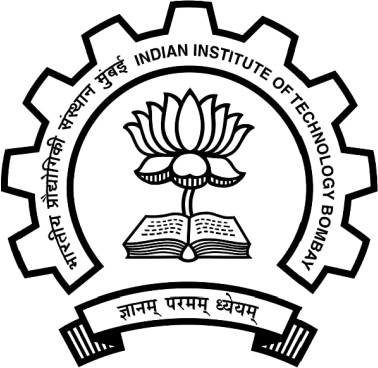 भारतीय प्रौद्योगिकी संस्थान मुंबई
INDIAN INSTITUTE OF TECHNOLOGY BOMBAY
ज्ञानम् परमम् ध्येयम्